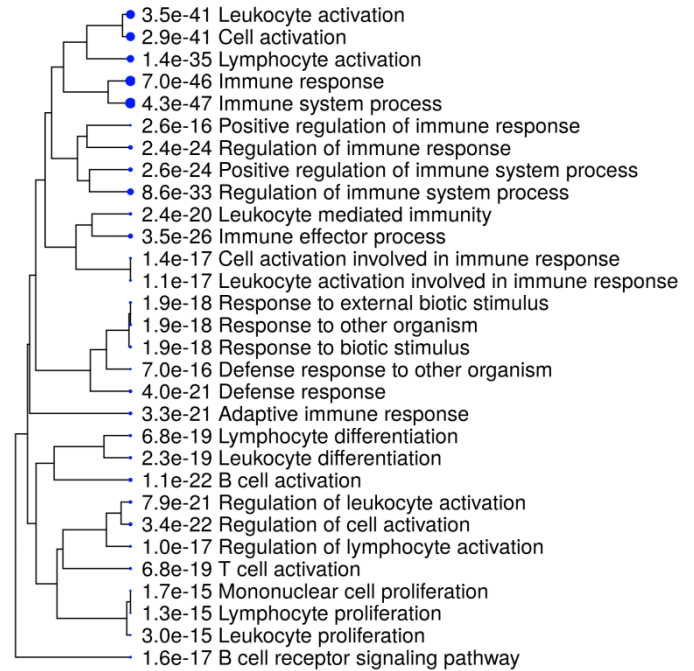 3.5e-41 Leukocyte activation
2.9e-41 Cell activation
1.4e-35 Lymphocyte activation
7.0e-46 Immune response
4.3e-47 Immune system process
2.6e-16 Positive regulation of immune response
2.4e-24 Regulation of immune response
2.6e-24 Positive regulation of immune system process
8.6e-33 Regulation of immune system process
2.4e-20 Leukocyte mediated immunity
3.5e-26 Immune effector process
1.4e-17 Cell activation involved in immune response
1.1e-17 Leukocyte activation involved in immune response
1.9e-18 Response to external biotic stimulus
1.9e-18 Response to other organism
1.9e-18 Response to biotic stimulus
7.0e-16 Defense response to other organism
4.0e-21 Defense response
3.3e-21 Adaptive immune response
6.8e-19 Lymphocyte differentiation
2.3e-19 Leukocyte differentiation
1.1e-22 B cell activation
7.9e-21 Regulation of leukocyte activation
3.4e-22 Regulation of cell activation
1.0e-17 Regulation of lymphocyte activation
6.8e-19 T cell activation
1.7e-15 Mononuclear cell proliferation
1.3e-15 Lymphocyte proliferation
3.0e-15 Leukocyte proliferation
1.6e-17 B cell receptor signaling pathway